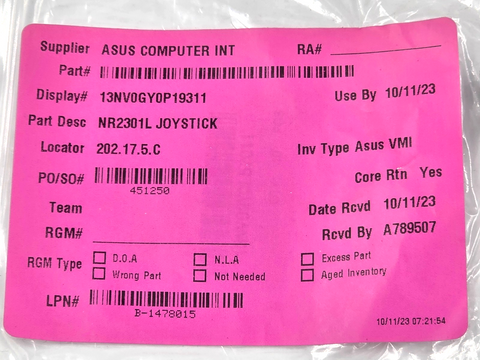 Supplier ASUS COMPUTER INT RA#
Part#
Display# 13NV0GY0P19311 Use By 10/11/23
Part Desc NR2301L JOYSTICK
Locator 202.17.5.C Inv Type Asus VMI
PO/SO# 451250 Core Rtn Yes
Team Date Rcvd 10/11/23
RGM# Rcvd By A789507
RGM Type D.O.A N.L.A Excess Part
Wrong Part Not Needed Aged Inventory
LPN# B-1478015
10/11/23 07:21:54